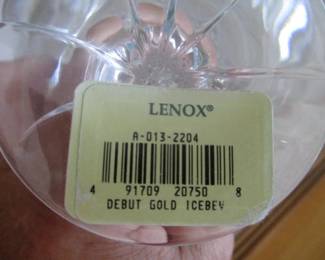 LENOX®
A-013-2204
4 91709 20750 8
DEBUT GOLD ICEBEV